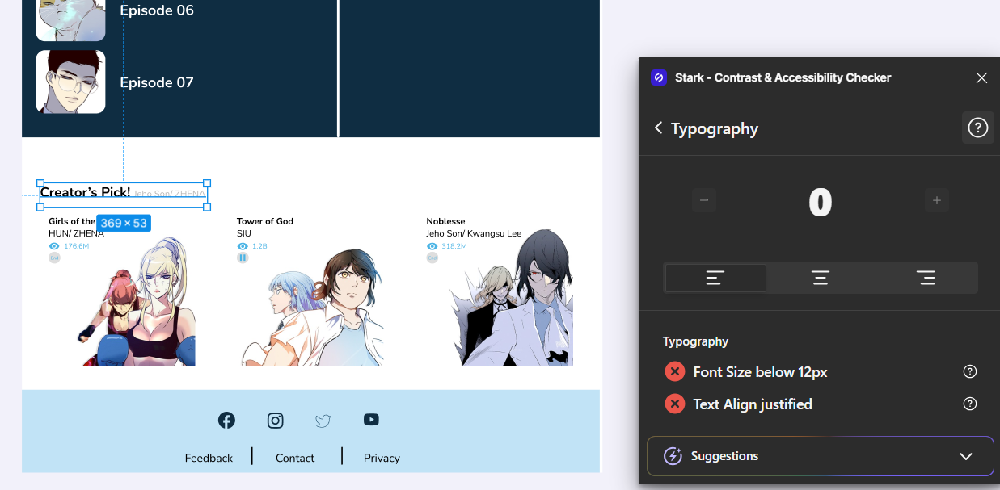 Episode 06
Episode 07
Creator's Pick! Jeho Son/ ZHENA
369 × 53
Girls of the
HUN/ ZHENA
176.6M
End
Tower of God
SIU
1.2B
Noblesse
Jeho Son/ Kwangsu Lee
318.2M
End
Feedback
Contact
Privacy
Stark - Contrast & Accessibility Checker
Typography
0
Typography
Font Size below 12px
Text Align justified
Suggestions